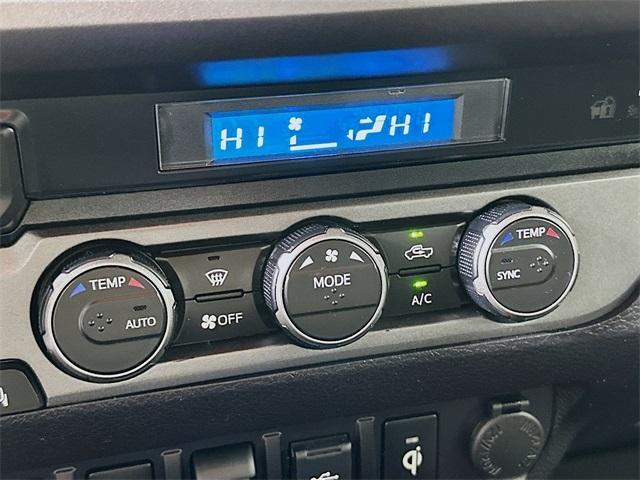 HI HI
TEMP
AUTO
OFF
MODE
A/C
TEMP
SYNC